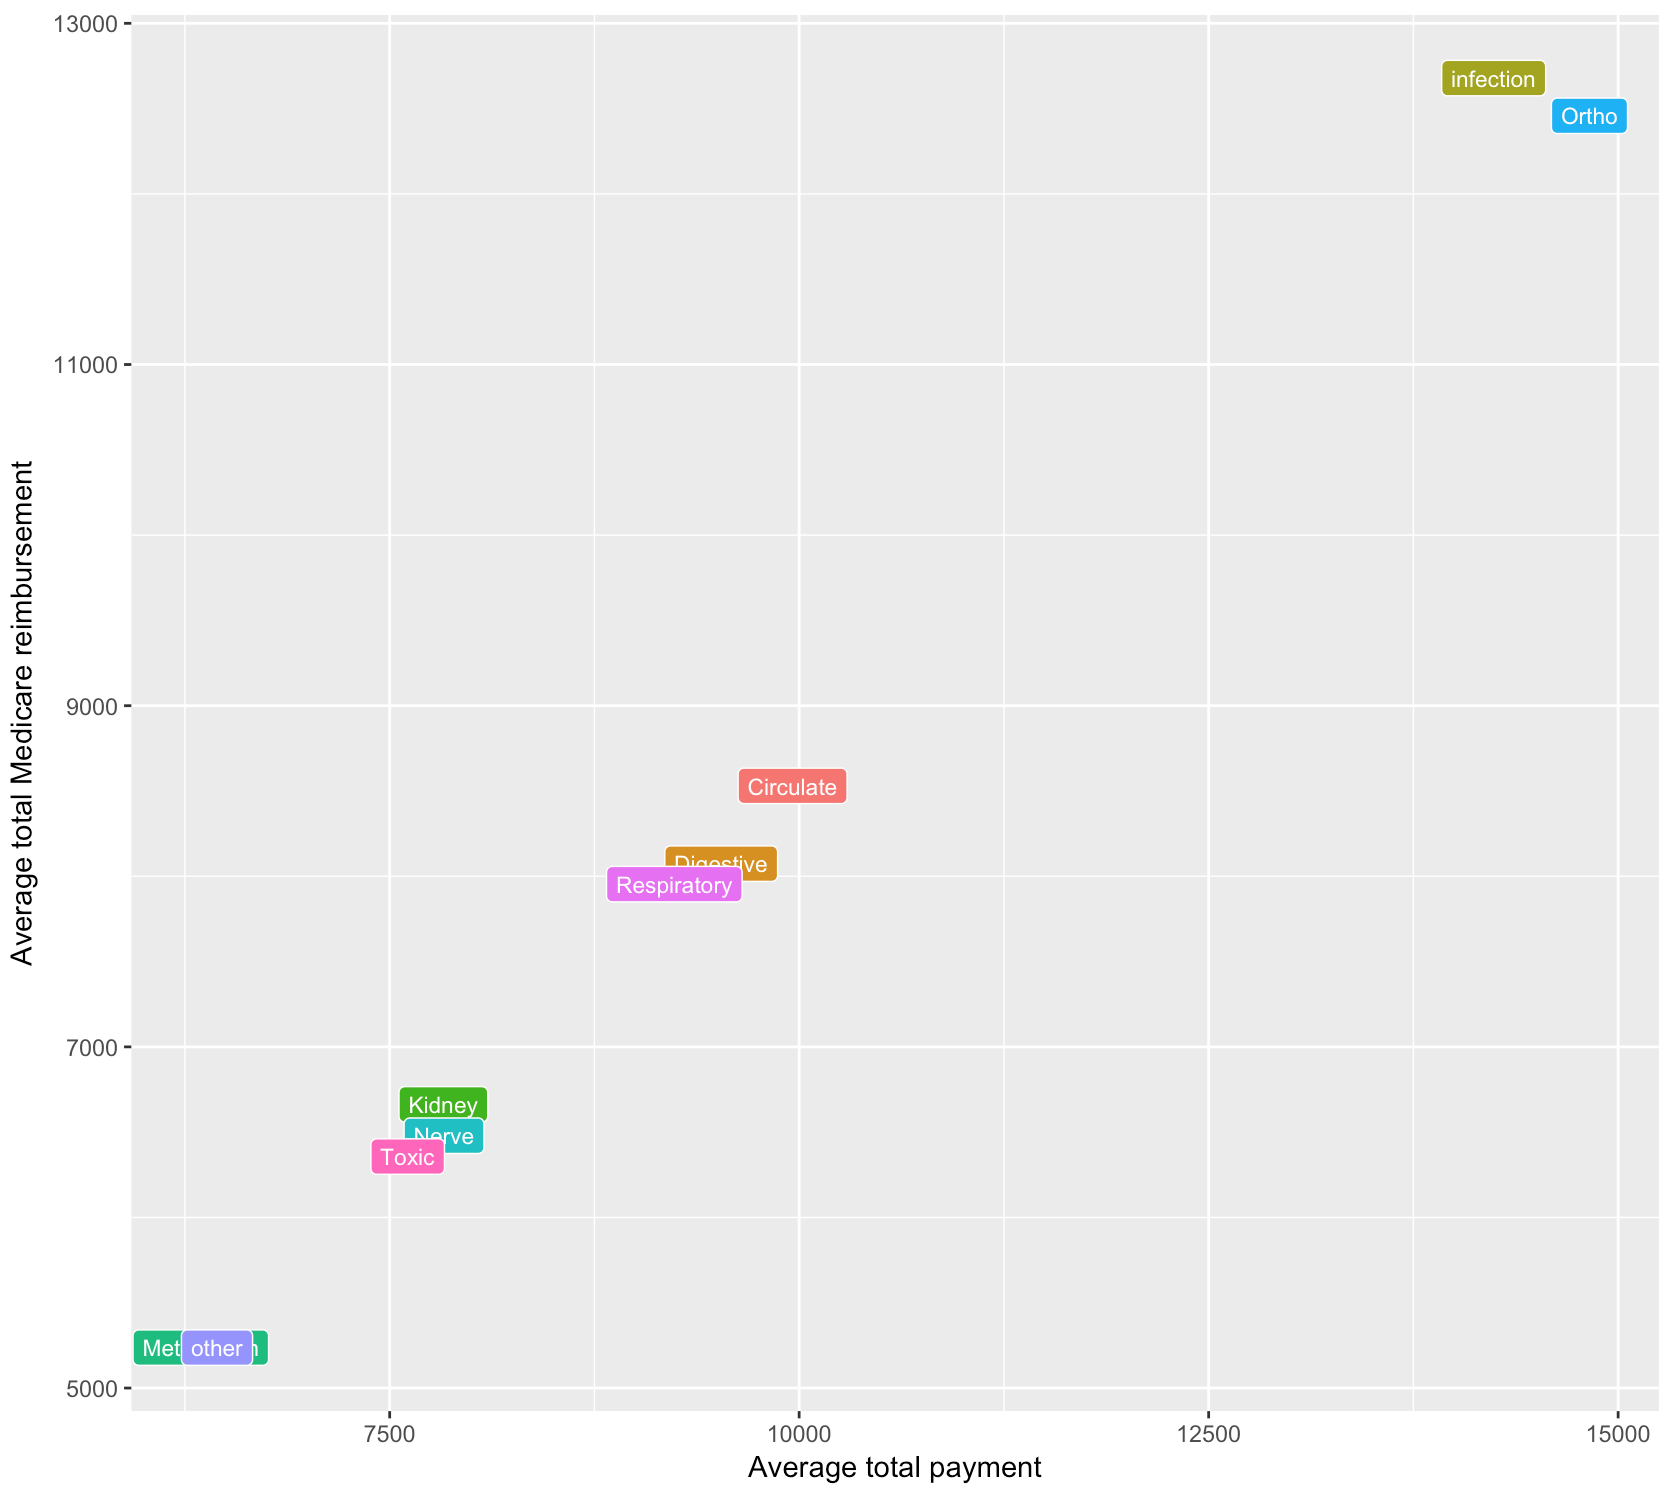 13000
infection
Ortho
11000
9000
Circulate
Digestive
Respiratory
7000
Kidney
Nerve
Toxic
other
5000
7500 10000 12500 15000
Average total payment
Average total Medicare reimbursement